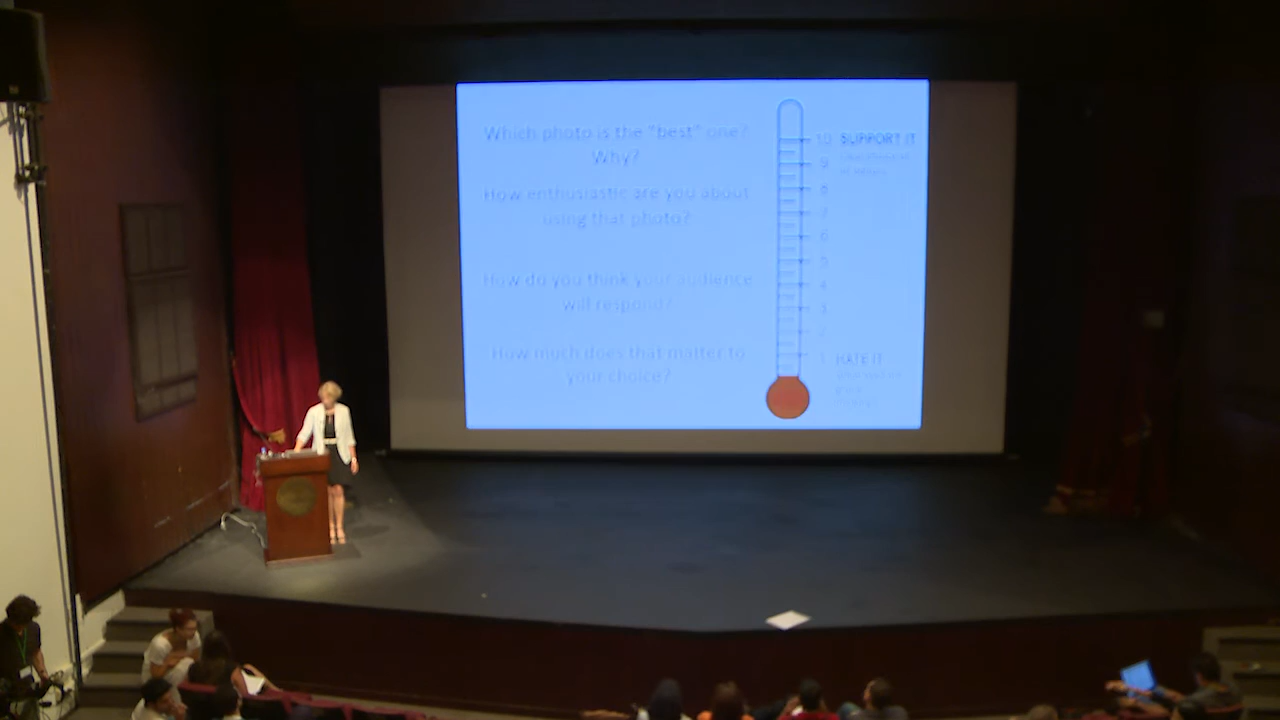 Which photo is the "best" one?
Why?
How enthusiastic are you about
using that photo?
How do you think your audience
will respond?
How much does that matter to
your choice?
10 SUPPORT IT
9
8
7
6
5
4
3
2
1 HATE IT